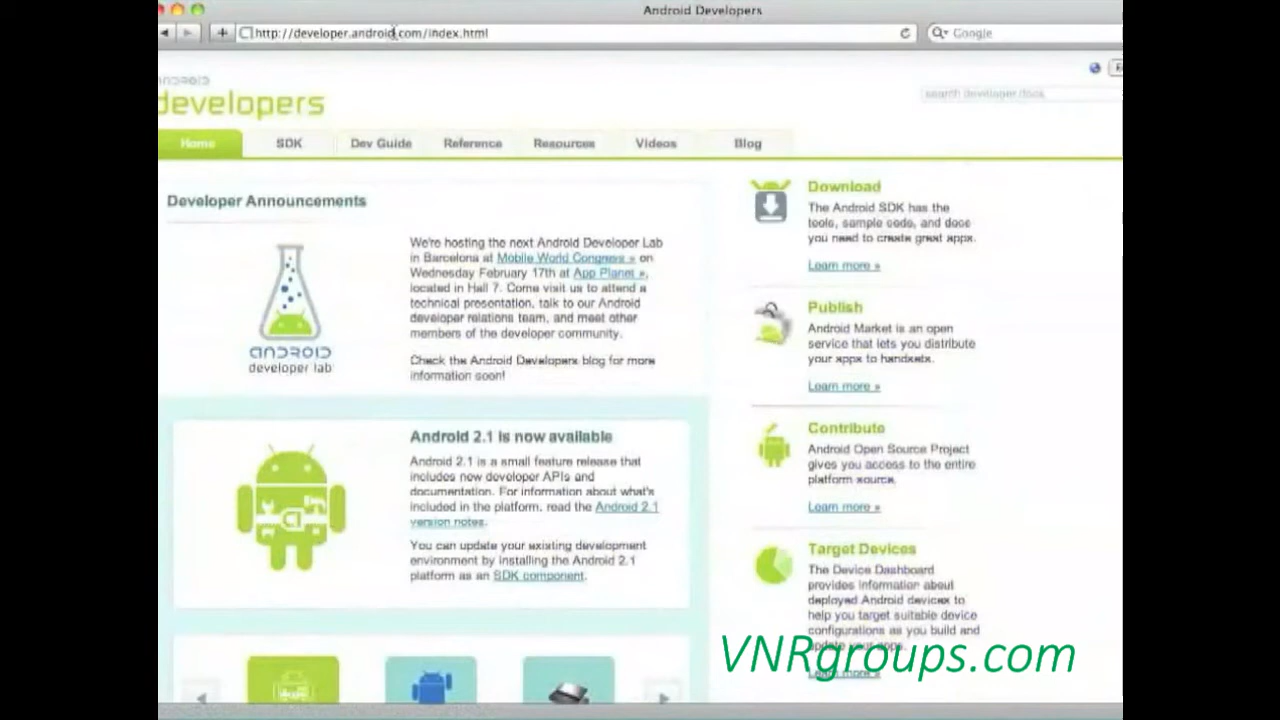 Android Developers
http://developer.android.com/index.html
Google
android
developers
search developer docs
Home
SDK
Dev Guide
Reference
Resources
Videos
Blog
Developer Announcements
We're hosting the next Android Developer Lab
in Barcelona at Mobile World Congress » on
Wednesday February 17th at App Planet »,
located in Hall 7. Come visit us to attend a
technical presentation, talk to our Android
developer relations team, and meet other
members of the developer community.
Check the Android Developers blog for more
information soon!
android
developer lab
Android 2.1 is now available
Android 2.1 is a small feature release that
includes new developer APIs and
documentation. For information about what's
included in the platform, read the Android 2.1
version notes.
You can update your existing development
environment by installing the Android 2.1
platform as an SDK component.
Download
The Android SDK has the
tools, sample code, and docs
you need to create great apps.
Learn more »
Publish
Android Market is an open
service that lets you distribute
your apps to handsets.
Learn more »
Contribute
Android Open Source Project
gives you access to the entire
platform source.
Learn more »
Target Devices
The Device Dashboard
provides information about
deployed Android devices to
help you target suitable device
configurations as you build and
update your apps.
Learn more »
VNRgroups.com